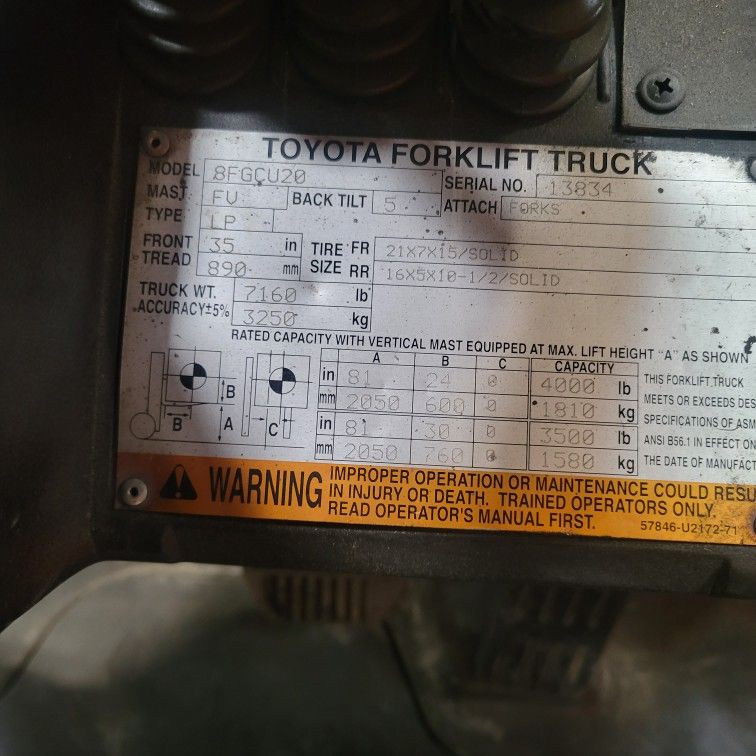 TOYOTA FORKLIFT TRUCK
MODEL 8FGCU20 SERIAL NO. 13834
MAST FV BACK TILT 5 ATTACH FORKS
TYPE LP
FRONT TREAD 35 in 890 mm
TIRE SIZE FR 21X7X15/SOLID
RR 16X5X10-1/2/SOLID
TRUCK WT. 7160 lb
ACCURACY±5% 3250 kg
RATED CAPACITY WITH VERTICAL MAST EQUIPPED AT MAX. LIFT HEIGHT "A" AS SHOWN
A B C CAPACITY
in 81 24 0 4000 lb
mm 2050 600 0 1810 kg
in 81 30 0 3500 lb
mm 2050 760 0 1580 kg
B B A C
THIS FORKLIFT TRUCK
MEETS OR EXCEEDS DES
SPECIFICATIONS OF ASM
ANSI B56.1 IN EFFECT ON
THE DATE OF MANUFACT
WARNING
IMPROPER OPERATION OR MAINTENANCE COULD RESU
IN INJURY OR DEATH. TRAINED OPERATORS ONLY.
READ OPERATOR'S MANUAL FIRST.
57846-U2172-71